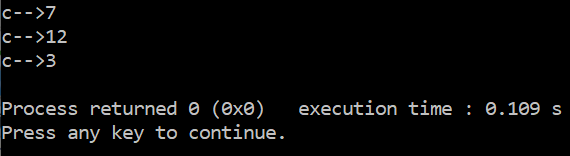 c-->7
c-->12
c-->3
Process returned 0 (0x0)   execution time : 0.109 s
Press any key to continue.